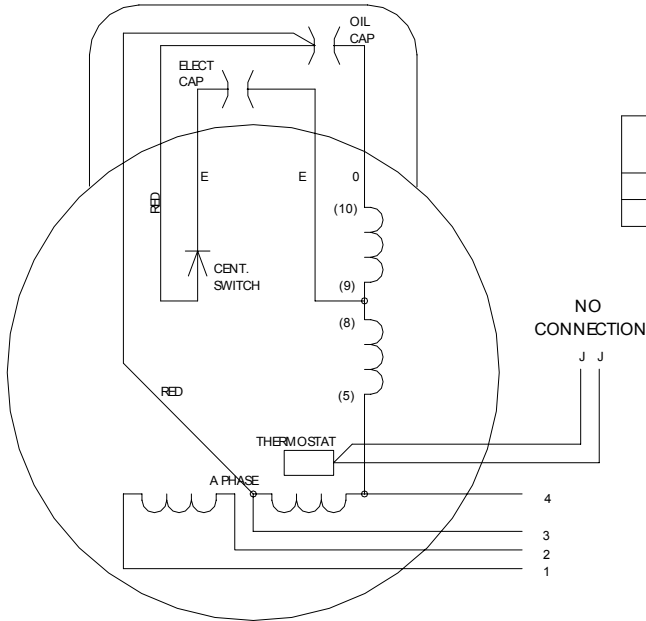 OIL
CAP
ELECT
CAP
RED
E
E
0
(10)
CENT.
SWITCH
(9)
(8)
NO
CONNECTION
J J
RED
(5)
THERMOSTAT
A PHASE
4
3
2
1